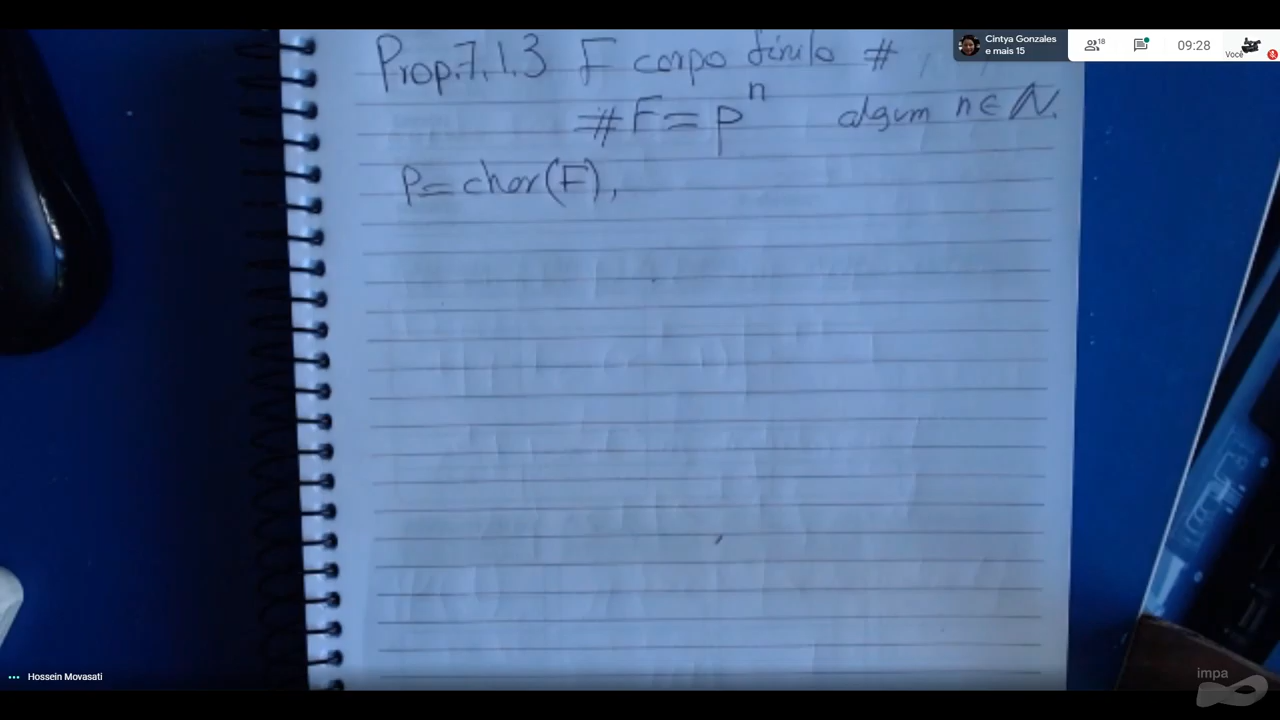 Prop.7.1.3 F corpo finito #
#F = p^n algum n ∈ N.
P = char(F),
Cintya Gonzales
e mais 15
18
09:28
Você
Hossein Movasati
impa